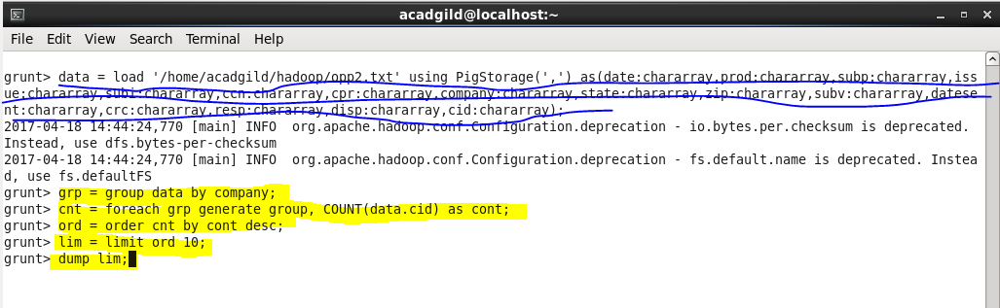 acadgild@localhost:~
File Edit View Search Terminal Help
grunt> data = load '/home/acadgild/hadoop/opp2.txt' using PigStorage(',') as(date:chararray,prod:chararray,subp:chararray,iss
ue:chararray,subi:chararray,ccn:chararray,cpr:chararray,company:chararray,state:chararray,zip:chararray,subv:chararray,datesc
nt:chararray,crc:chararray,resp:chararray,disp:chararray,cid:chararray);
2017-04-18 14:44:24,770 [main] INFO  org.apache.hadoop.conf.Configuration.deprecation - io.bytes.per.checksum is deprecated.
Instead, use dfs.bytes-per-checksum
2017-04-18 14:44:24,770 [main] INFO  org.apache.hadoop.conf.Configuration.deprecation - fs.default.name is deprecated. Instea
d, use fs.defaultFS
grunt> grp = group data by company;
grunt> cnt = foreach grp generate group, COUNT(data.cid) as cont;
grunt> ord = order cnt by cont desc;
grunt> lim = limit ord 10;
grunt> dump lim;